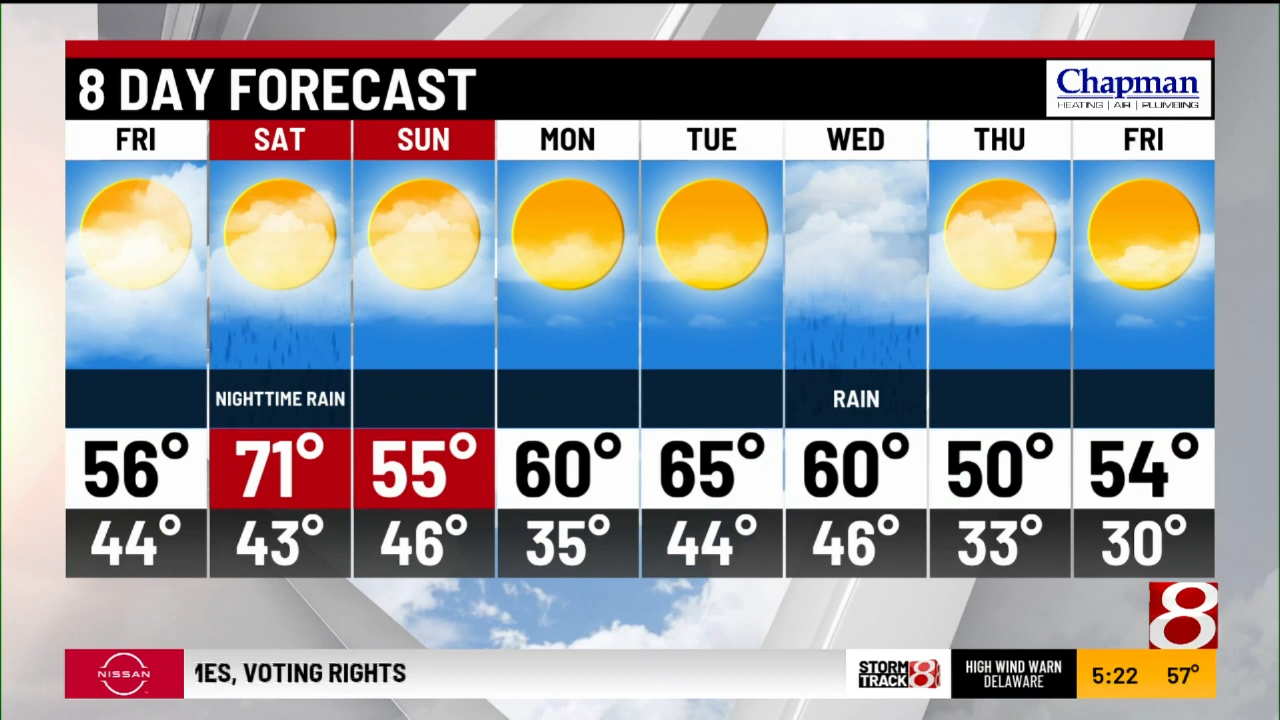 8 DAY FORECAST
Chapman
HEATING | AIR | PLUMBING
FRI SAT SUN MON TUE WED THU FRI
NIGHTTIME RAIN RAIN
56° 71° 55° 60° 65° 60° 50° 54°
44° 43° 46° 35° 44° 46° 33° 30°
8
NISSAN
MES, VOTING RIGHTS
STORM
TRACK 8
HIGH WIND WARN
DELAWARE
5:22 57°